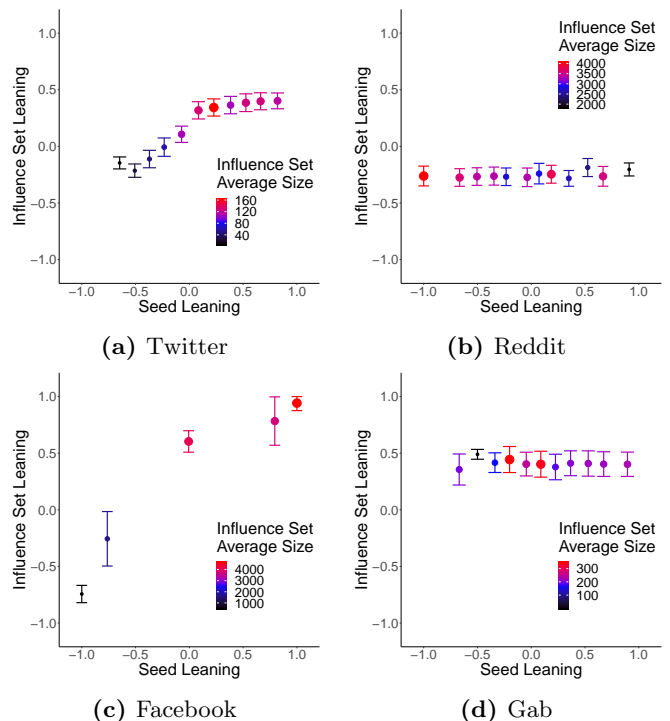 1.0
0.5
0.0
−0.5
−1.0
Influence Set Leaning
Influence Set
Average Size
160
120
80
40
−1.0 −0.5 0.0 0.5 1.0
Seed Leaning
(a) Twitter
1.0
0.5
0.0
−0.5
−1.0
Influence Set Leaning
Influence Set
Average Size
4000
3500
3000
2500
2000
−1.0 −0.5 0.0 0.5 1.0
Seed Leaning
(b) Reddit
1.0
0.5
0.0
−0.5
−1.0
Influence Set Leaning
Influence Set
Average Size
4000
3000
2000
1000
−1.0 −0.5 0.0 0.5 1.0
Seed Leaning
(c) Facebook
1.0
0.5
0.0
−0.5
−1.0
Influence Set Leaning
Influence Set
Average Size
300
200
100
−1.0 −0.5 0.0 0.5 1.0
Seed Leaning
(d) Gab